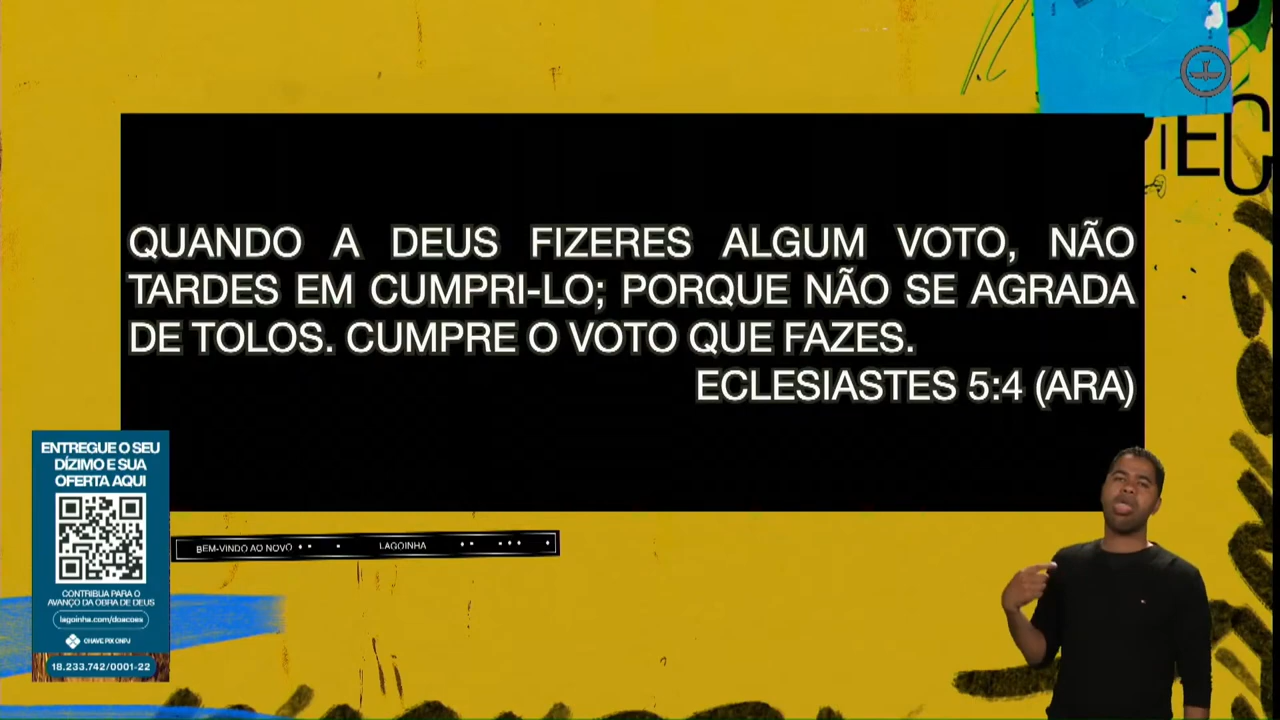 QUANDO A DEUS FIZERES ALGUM VOTO, NÃO
TARDES EM CUMPRI-LO; PORQUE NÃO SE AGRADA
DE TOLOS. CUMPRE O VOTO QUE FAZES.
ECLESIASTES 5:4 (ARA)
ENTREGUE O SEU
DÍZIMO E SUA
OFERTA AQUI
CONTRIBUA PARA O
AVANÇO DA OBRA DE DEUS
lagoinha.com/doacoes
CHAVE PIX CNPJ
18.233.742/0001-22
BEM-VINDO AO NOVO
LAGOINHA